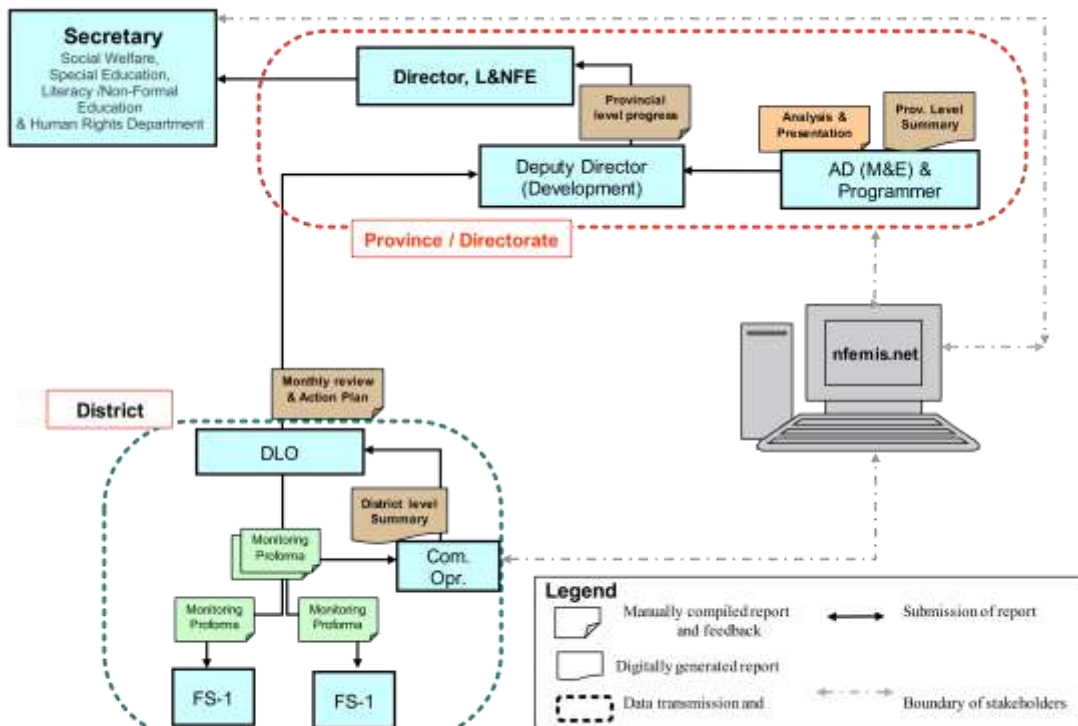 Secretary
Social Welfare,
Special Education,
Literacy /Non-Formal
Education
& Human Rights Department
Director, L&NFE
Provincial
level progress
Analysis &
Presentation
Prov. Level
Summary
Deputy Director
(Development)
AD (M&E) &
Programmer
Province / Directorate
nfemis.net
Monthly review
& Action Plan
District
DLO
District level
Summary
Monitoring
Proforma
Com.
Opr.
Monitoring
Proforma
Monitoring
Proforma
FS-1
FS-1
Legend
Manually compiled report
and feedback
Submission of report
Digitally generated report
Data transmission and
Boundary of stakeholders